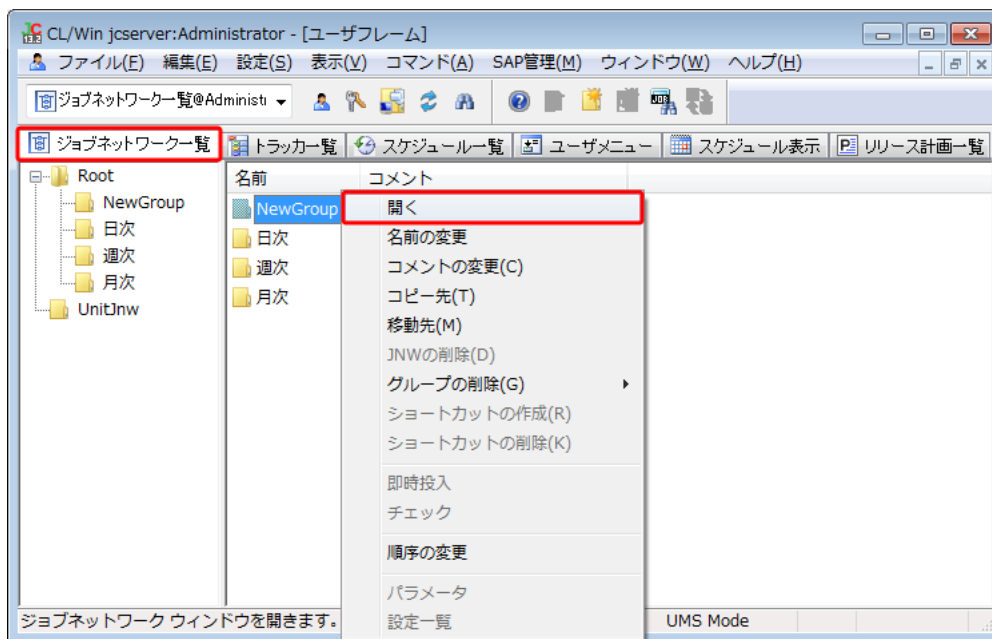 CL/Win jcserver:Administrator - [ユーザフレーム]
ファイル(F) 編集(E) 設定(S) 表示(V) コマンド(A) SAP管理(M) ウィンドウ(W) ヘルプ(H)
ジョブネットワーク一覧@Administ
ジョブネットワーク一覧 トラッカ一覧 スケジュール一覧 ユーザメニュー スケジュール表示 リリース計画一覧
Root
NewGroup
日次
週次
月次
UnitJnw
名前 コメント
NewGroup
日次
週次
月次
開く
名前の変更
コメントの変更(C)
コピー先(T)
移動先(M)
JNWの削除(D)
グループの削除(G)
ショートカットの作成(R)
ショートカットの削除(K)
即時投入
チェック
順序の変更
パラメータ
設定一覧
ジョブネットワーク ウィンドウを開きます。 UMS Mode